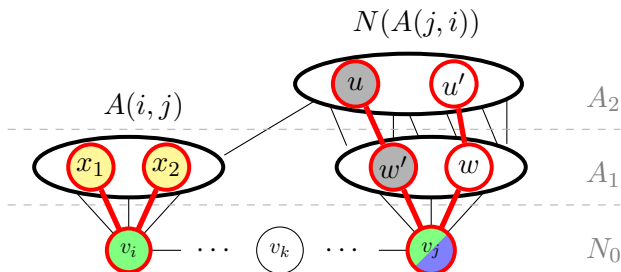 N(A(j, i))
A(i, j)
u u′ A₂
x₁ x₂ w′ w A₁
vᵢ ··· vₖ ··· vⱼ N₀